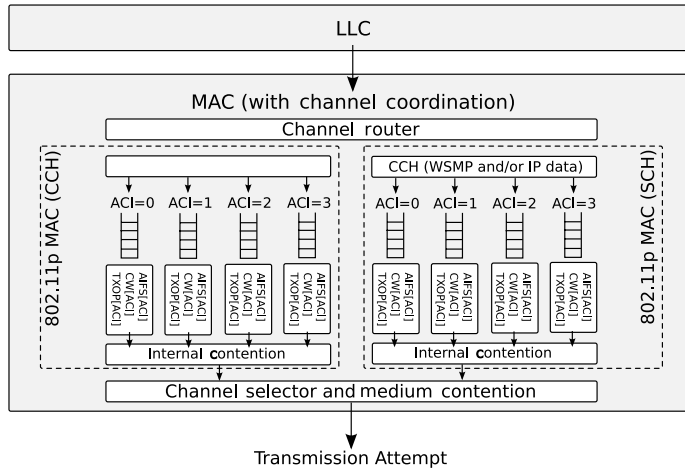 LLC
MAC (with channel coordination)
Channel router
802.11p MAC (CCH)
ACI=0 ACI=1 ACI=2 ACI=3
AIFS[ACI]
CW[ACI]
TXOP[ACI]
AIFS[ACI]
CW[ACI]
TXOP[ACI]
AIFS[ACI]
CW[ACI]
TXOP[ACI]
AIFS[ACI]
CW[ACI]
TXOP[ACI]
Internal contention
CCH (WSMP and/or IP data)
ACI=0 ACI=1 ACI=2 ACI=3
AIFS[ACI]
CW[ACI]
TXOP[ACI]
AIFS[ACI]
CW[ACI]
TXOP[ACI]
AIFS[ACI]
CW[ACI]
TXOP[ACI]
AIFS[ACI]
CW[ACI]
TXOP[ACI]
Internal contention
802.11p MAC (SCH)
Channel selector and medium contention
Transmission Attempt